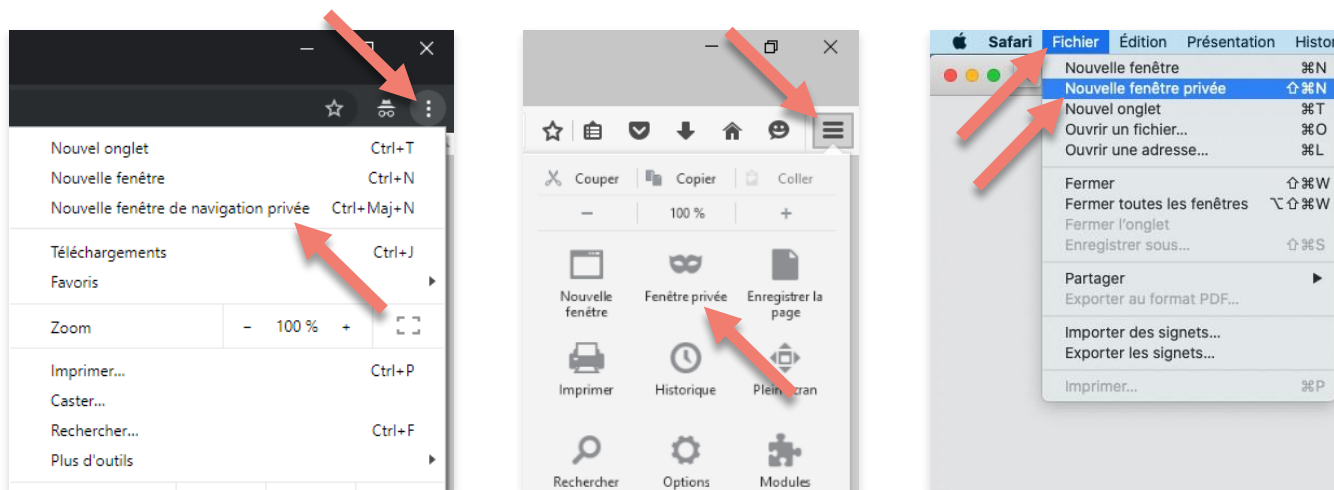 Nouvel onglet Ctrl+T
Nouvelle fenêtre Ctrl+N
Nouvelle fenêtre de navigation privée Ctrl+Maj+N
Téléchargements Ctrl+J
Favoris
Zoom - 100 % +
Imprimer... Ctrl+P
Caster...
Rechercher... Ctrl+F
Plus d'outils
Couper Copier Coller
− 100 % +
Nouvelle fenêtre
Fenêtre privée
Enregistrer la page
Imprimer
Historique
Rechercher
Options
Modules
Safari Fichier Édition Présentation
Nouvelle fenêtre ⌘N
Nouvelle fenêtre privée ⇧⌘N
Nouvel onglet ⌘T
Ouvrir un fichier... ⌘O
Ouvrir une adresse... ⌘L
Fermer ⇧⌘W
Fermer toutes les fenêtres ⌥⇧⌘W
Fermer l'onglet
Enregistrer sous... ⇧⌘S
Partager
Exporter au format PDF...
Importer des signets...
Exporter les signets...
Imprimer... ⌘P